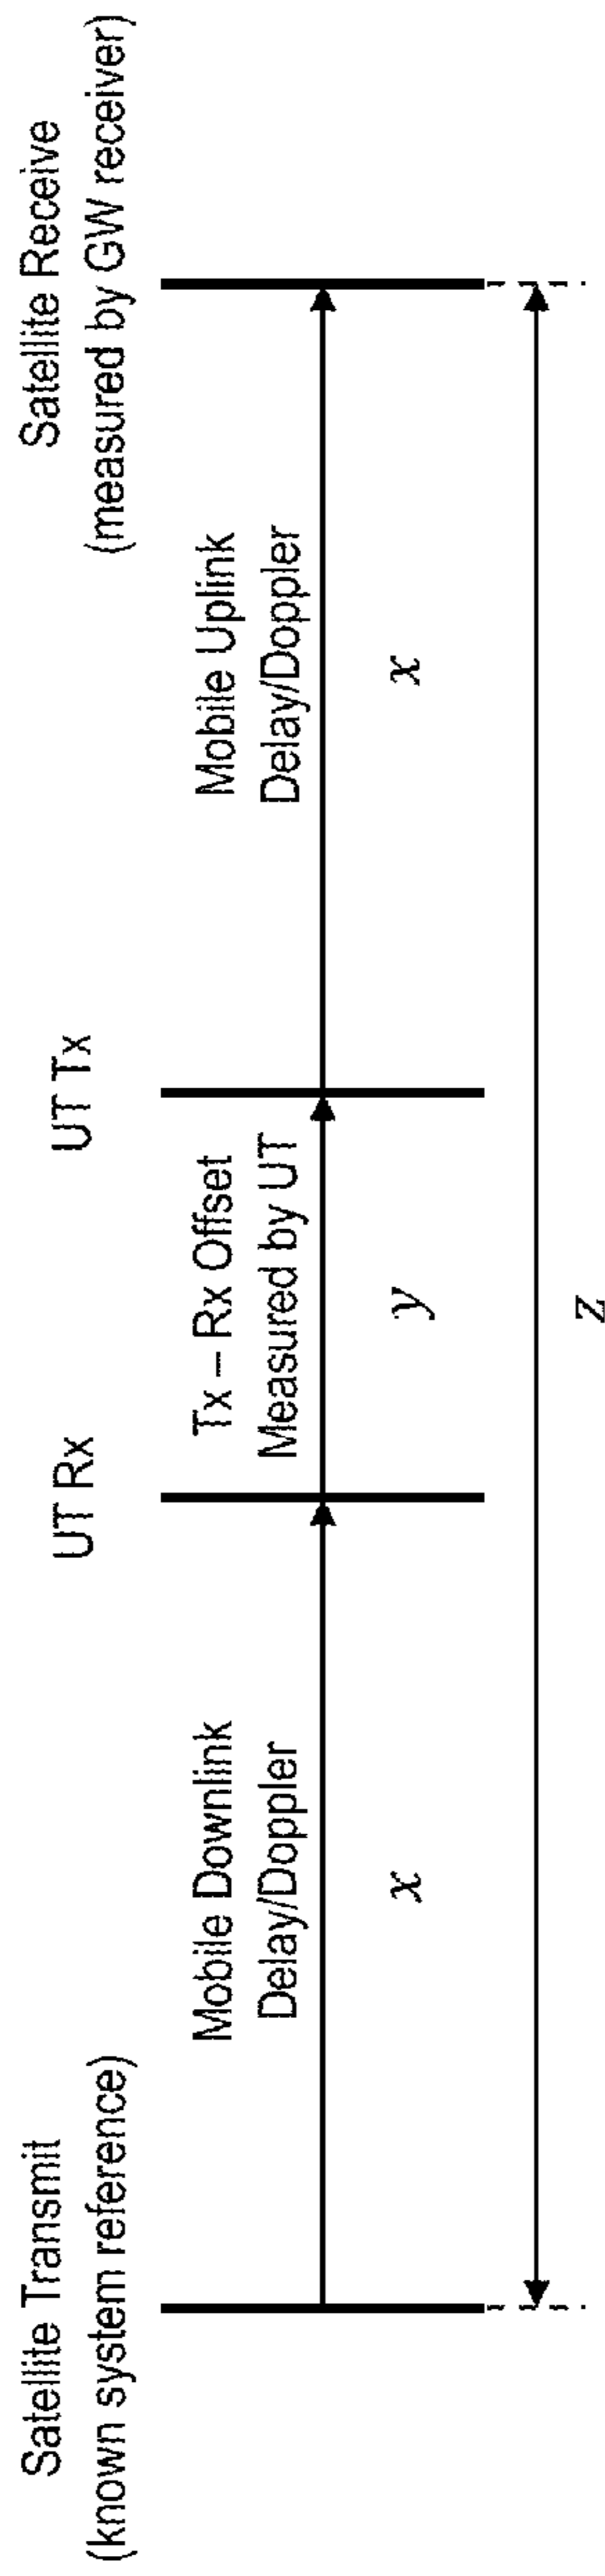 Satellite Transmit
(known system reference)
UT Rx
UT Tx
Satellite Receive
(measured by GW receiver)
Mobile Downlink
Delay/Doppler
Tx – Rx Offset
Measured by UT
Mobile Uplink
Delay/Doppler
x
y
x
z